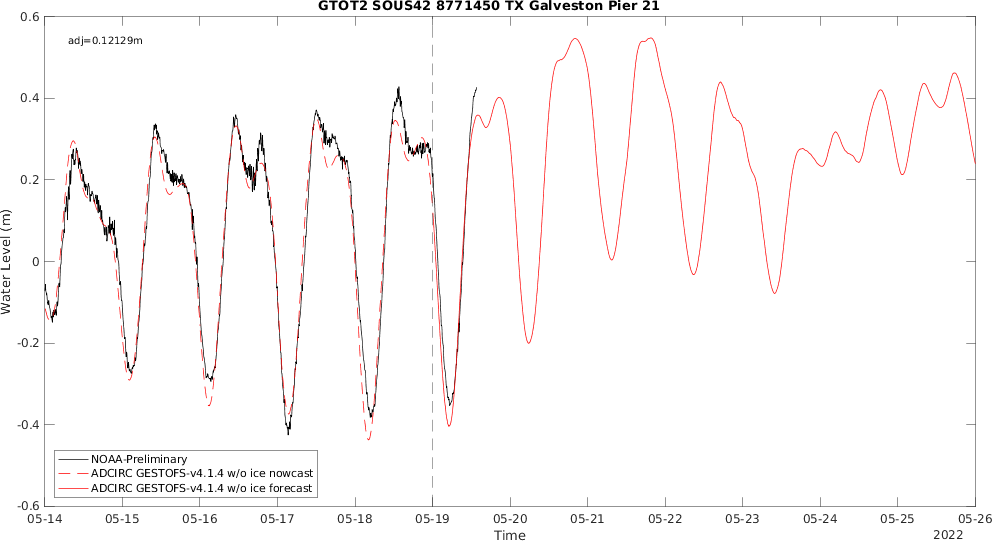 GTOT2 SOUS42 8771450 TX Galveston Pier 21
adj=0.12129m
0.6
0.4
0.2
0
-0.2
-0.4
-0.6
Water Level (m)
NOAA-Preliminary
ADCIRC GESTOFS-v4.1.4 w/o ice nowcast
ADCIRC GESTOFS-v4.1.4 w/o ice forecast
05-14 05-15 05-16 05-17 05-18 05-19 05-20 05-21 05-22 05-23 05-24 05-25 05-26
Time
2022